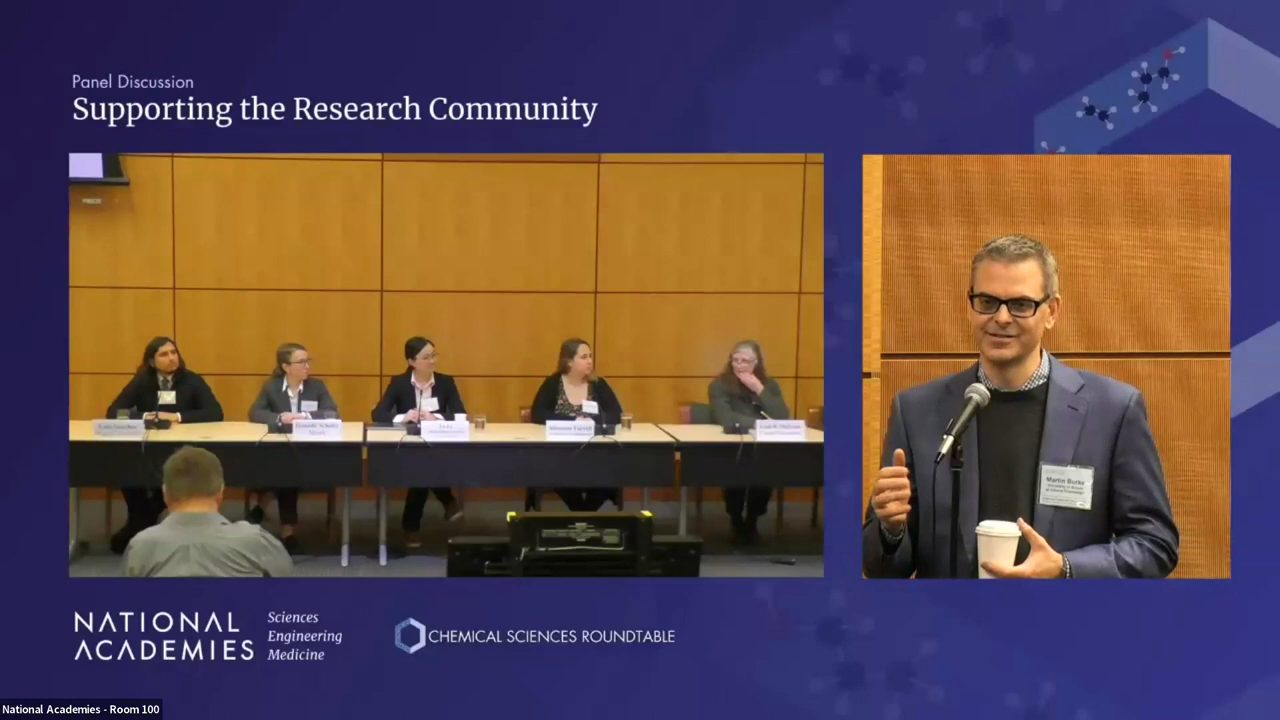 Panel Discussion
Supporting the Research Community
Martin Burke
NATIONAL
ACADEMIES
Sciences
Engineering
Medicine
CHEMICAL SCIENCES ROUNDTABLE
National Academies - Room 100